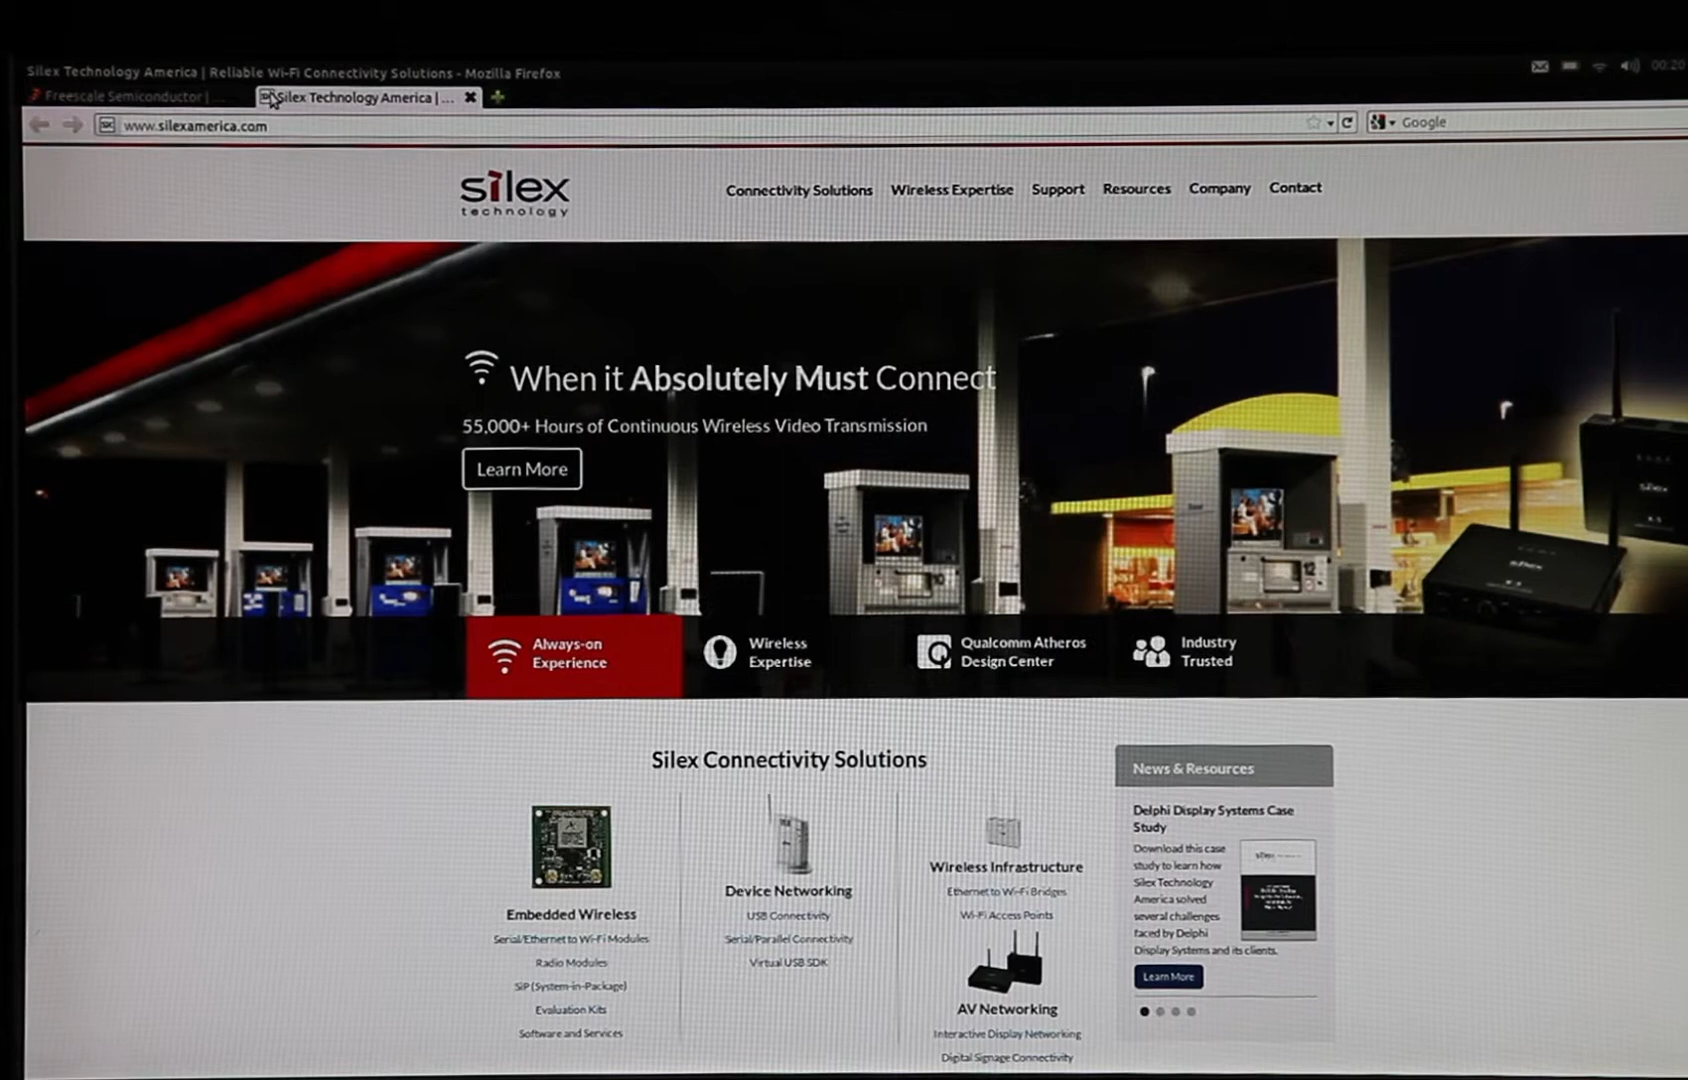 Silex Technology America | Reliable Wi-Fi Connectivity Solutions - Mozilla Firefox
00:20
Freescale Semiconductor |
Silex Technology America | ...
www.silexamerica.com
Google
silex
technology
Connectivity Solutions Wireless Expertise Support Resources Company Contact
When it Absolutely Must Connect
55,000+ Hours of Continuous Wireless Video Transmission
Learn More
10
12
silex
silex
Always-on
Experience
Wireless
Expertise
Qualcomm Atheros
Design Center
Industry
Trusted
Silex Connectivity Solutions
Embedded Wireless
Serial/Ethernet to Wi-Fi Modules
Radio Modules
SiP (System-in-Package)
Evaluation Kits
Software and Services
Device Networking
USB Connectivity
Serial/Parallel Connectivity
Virtual USB SDK
Wireless Infrastructure
Ethernet to Wi-Fi Bridges
Wi-Fi Access Points
AV Networking
Interactive Display Networking
Digital Signage Connectivity
News & Resources
Delphi Display Systems Case
Study
Download this case
study to learn how
Silex Technology
America solved
several challenges
faced by Delphi
Display Systems and its clients.
silex
Learn More